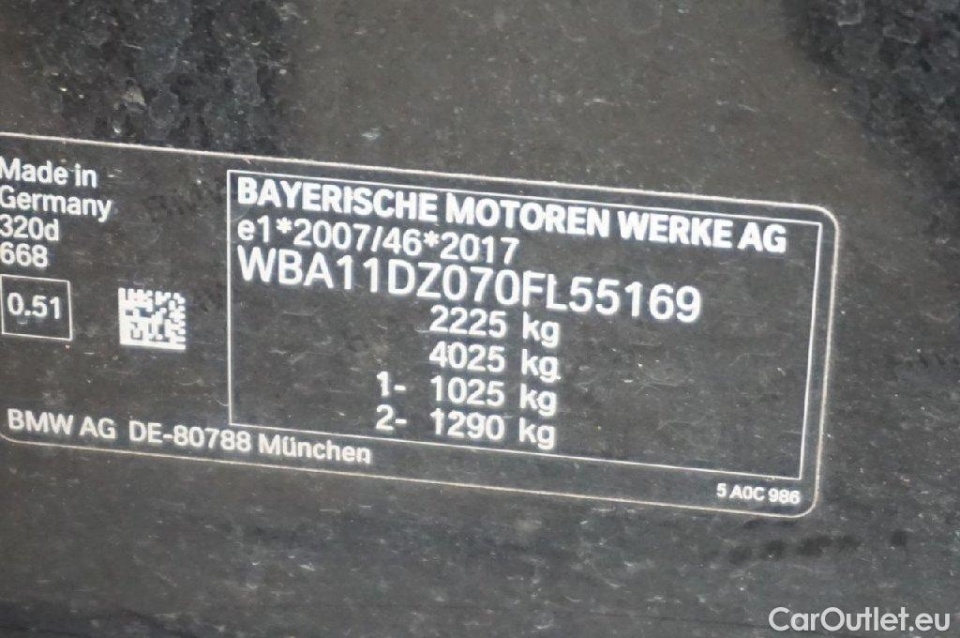 Made in
Germany
320d
668
0.51
BAYERISCHE MOTOREN WERKE AG
e1*2007/46*2017
WBA11DZ070FL55169
2225 kg
4025 kg
1- 1025 kg
2- 1290 kg
BMW AG DE-80788 München
5 A0C 986
CarOutlet.eu